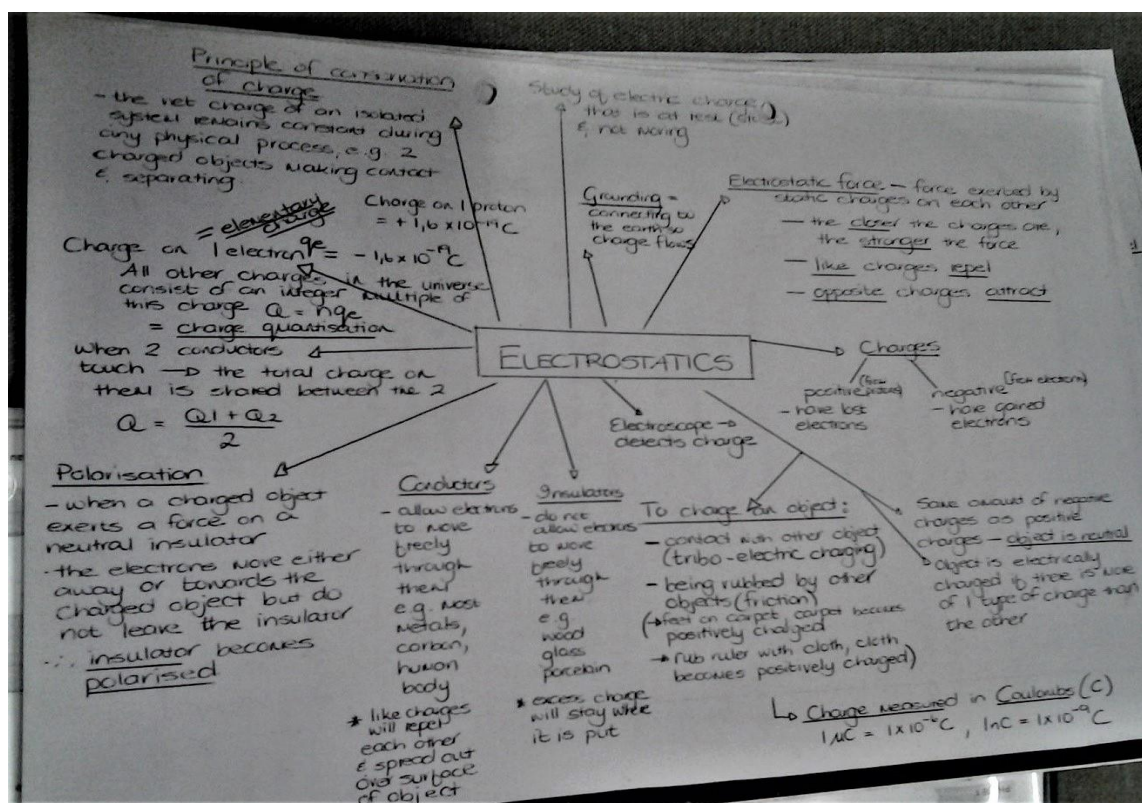 Principle of conservation
of charge
- the net charge of an isolated
system remains constant during
any physical process, e.g. 2
charged objects making contact
& separating.
Study of electric charge
that is at rest
& not moving
Grounding =
connecting to
the earth so
charge flows
Electrostatic force - force exerted by
static charges on each other
- the closer the charges are,
the stronger the force
- like charges repel
- opposite charges attract
= elementary
charge
Charge on 1 proton
= +1,6 x 10⁻¹⁹C
Charge on 1 electron qe = -1,6 x 10⁻¹⁹C
All other charges in the universe
consist of an integer multiple of
this charge Q = nqe
= charge quantisation
When 2 conductors
touch → the total charge on
them is shared between the 2
Q = Q1 + Q2
2
ELECTROSTATICS
Charges
positive
- have lost
electrons
negative
- have gained
electrons
Electroscope →
detects charge
Polarisation
- when a charged object
exerts a force on a
neutral insulator
- the electrons move either
away or towards the
charged object but do
not leave the insulator
∴ insulator becomes
polarised
Conductors
- allow electrons
to move
freely
through
them
e.g. most
metals,
carbon,
human
body
* like charges
will repel
each other
& spread out
over surface
of object
Insulators
- do not
allow electrons
to move
freely
through
them
e.g.
wood
glass
porcelain
* excess charge
will stay where
it is put
To charge an object:
- contact with other object
(tribo-electric charging)
- being rubbed by other
objects (friction)
(→ feet on carpet, carpet becomes
positively charged
→ rub ruler with cloth, cloth
becomes positively charged)
Same amount of negative
charges as positive
charges - object is neutral
Object is electrically
charged if there is more
of 1 type of charge than
the other
↳ Charge measured in Coulombs (C)
1 μC = 1x10⁻⁶C, 1nC = 1x10⁻⁹C